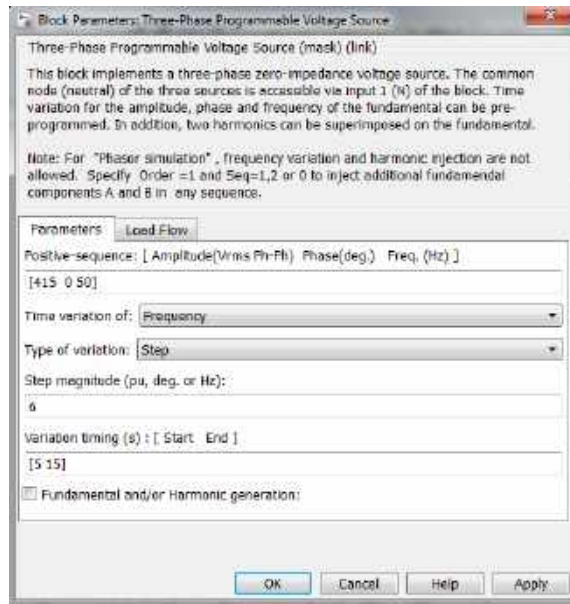 Block Parameters: Three-Phase Programmable Voltage Source
Three-Phase Programmable Voltage Source (mask) (link)
This block implements a three-phase zero-impedance voltage source. The common
node (neutral) of the three sources is accessible via input 1 (N) of the block. Time
variation for the amplitude, phase and frequency of the fundamental can be pre-
programmed. In addition, two harmonics can be superimposed on the fundamental.
Note: For "Phasor simulation", frequency variation and harmonic injection are not
allowed. Specify Order =1 and Seq=1,2 or 0 to inject additional fundamendal
components A and B in any sequence.
Parameters Load Flow
Positive-sequence: [ Amplitude(Vrms Ph-Ph) Phase(deg.) Freq. (Hz) ]
[415 0 50]
Time variation of: Frequency
Type of variation: Step
Step magnitude (pu, deg. or Hz):
6
Variation timing (s) : [ Start End ]
[5 15]
Fundamental and/or Harmonic generation:
OK Cancel Help Apply